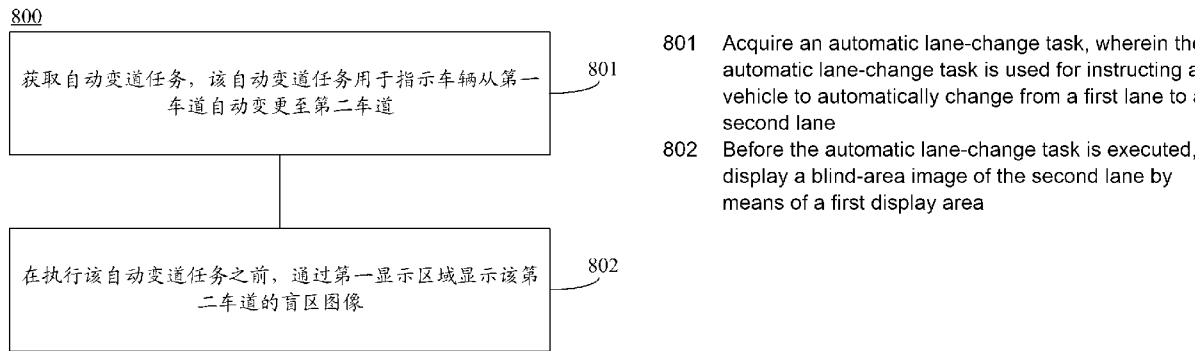 800
获取自动变道任务，该自动变道任务用于指示车辆从第一
车道自动变更至第二车道
801
在执行该自动变道任务之前，通过第一显示区域显示该第
二车道的盲区图像
802
801 Acquire an automatic lane-change task, wherein the
automatic lane-change task is used for instructing a
vehicle to automatically change from a first lane to a
second lane
802 Before the automatic lane-change task is executed,
display a blind-area image of the second lane by
means of a first display area